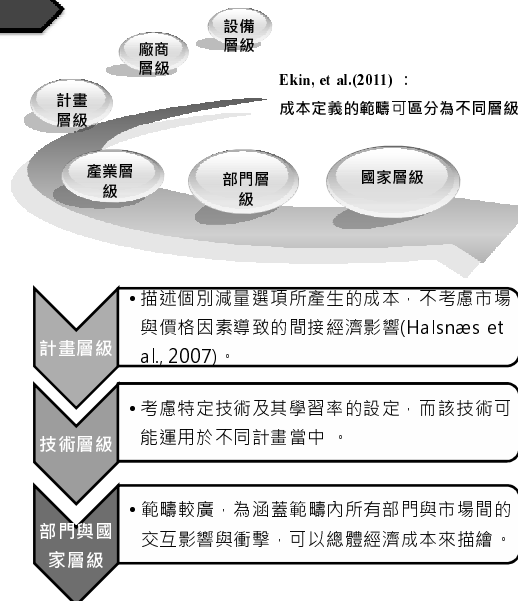 設備
層級
廠商
層級
Ekin, et al.(2011) ：
成本定義的範疇可區分為不同層級
計畫
層級
產業層
級
部門層
級
國家層級
計畫層級
•描述個別減量選項所產生的成本，不考慮市場
與價格因素導致的間接經濟影響(Halsnæs et
al., 2007)。
技術層級
•考慮特定技術及其學習率的設定，而該技術可
能運用於不同計畫當中 。
部門與國
家層級
•範疇較廣，為涵蓋範疇內所有部門與市場間的
交互影響與衝擊，可以總體經濟成本來描繪。